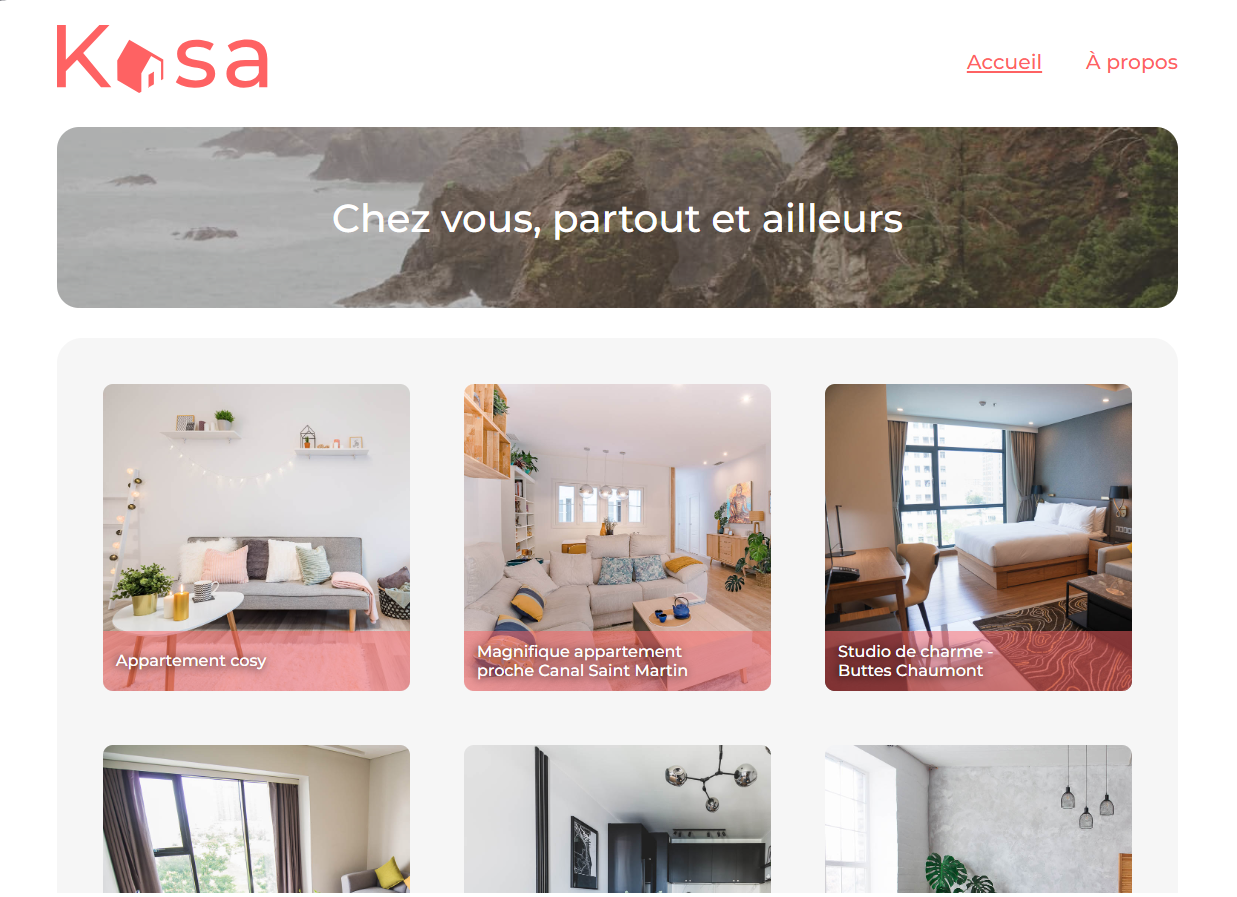 Kasa
Accueil
À propos
Chez vous, partout et ailleurs
Appartement cosy
Magnifique appartement
proche Canal Saint Martin
Studio de charme -
Buttes Chaumont